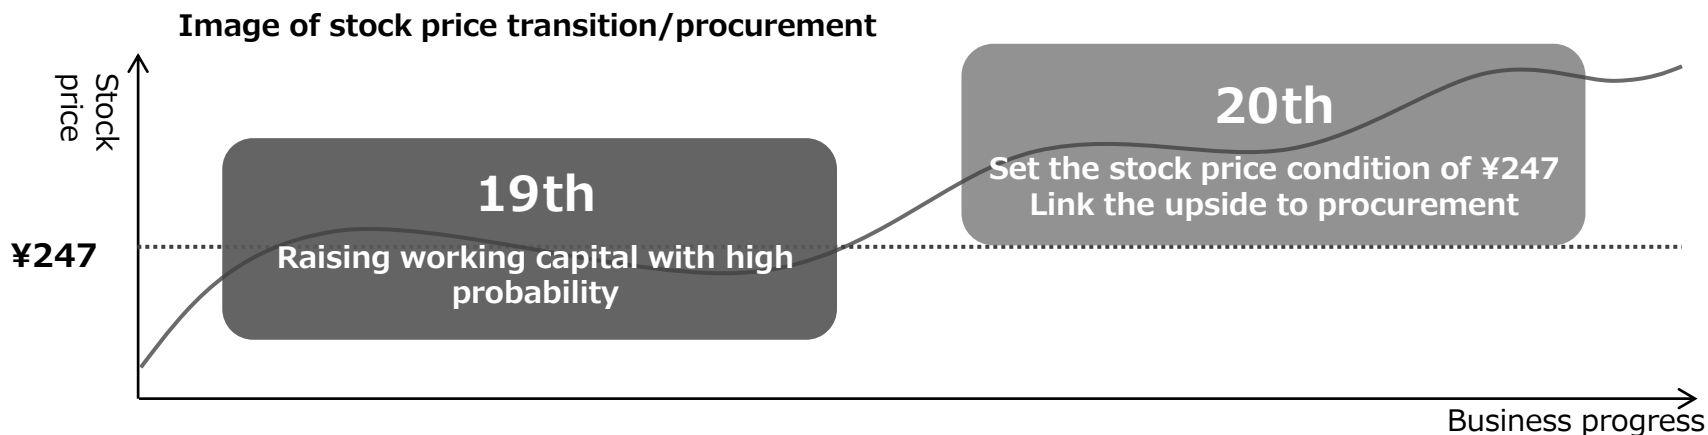 Image of stock price transition/procurement
Stock
price
20th
Set the stock price condition of ¥247
Link the upside to procurement
19th
Raising working capital with high
probability
¥247
Business progress